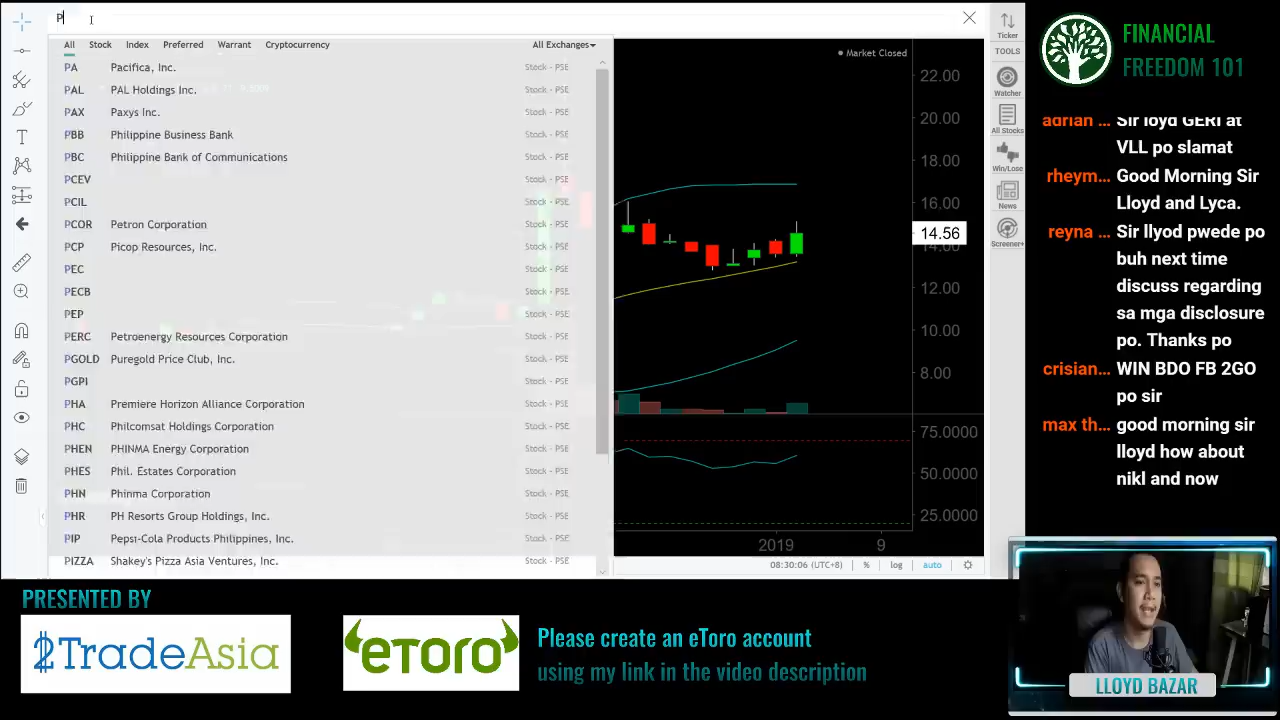 P
All Stock Index Preferred Warrant Cryptocurrency All Exchanges
PA Pacifica, Inc. Stock - PSE
PAL PAL Holdings Inc. Stock - PSE
PAX Paxys Inc. Stock - PSE
PBB Philippine Business Bank Stock - PSE
PBC Philippine Bank of Communications Stock - PSE
PCEV Stock - PSE
PCIL Stock - PSE
PCOR Petron Corporation Stock - PSE
PCP Picop Resources, Inc. Stock - PSE
PEC Stock - PSE
PECB Stock - PSE
PEP Stock - PSE
PERC Petroenergy Resources Corporation Stock - PSE
PGOLD Puregold Price Club, Inc. Stock - PSE
PGPI Stock - PSE
PHA Premiere Horizon Alliance Corporation Stock - PSE
PHC Philcomsat Holdings Corporation Stock - PSE
PHEN PHINMA Energy Corporation Stock - PSE
PHES Phil. Estates Corporation Stock - PSE
PHN Phinma Corporation Stock - PSE
PHR PH Resorts Group Holdings, Inc. Stock - PSE
PIP Pepsi-Cola Products Philippines, Inc. Stock - PSE
PIZZA Shakey's Pizza Asia Ventures, Inc. Stock - PSE
Market Closed
22.00
20.00
18.00
16.00
14.56
14.00
12.00
10.00
8.00
75.0000
50.0000
25.0000
2019 9
08:30:06 (UTC+8) % log auto
Ticker
TOOLS
Watcher
All Stocks
Win/Lose
News
Screener+
FINANCIAL
FREEDOM 101
adrian ... Sir loyd GERI at
VLL po slamat
rheym... Good Morning Sir
Lloyd and Lyca.
reyna ... Sir llyod pwede po
buh next time
discuss regarding
sa mga disclosure
po. Thanks po
crisian... WIN BDO FB 2GO
po sir
max th... good morning sir
lloyd how about
nikl and now
PRESENTED BY
2TradeAsia
eToro
Please create an eToro account
using my link in the video description
LLOYD BAZAR